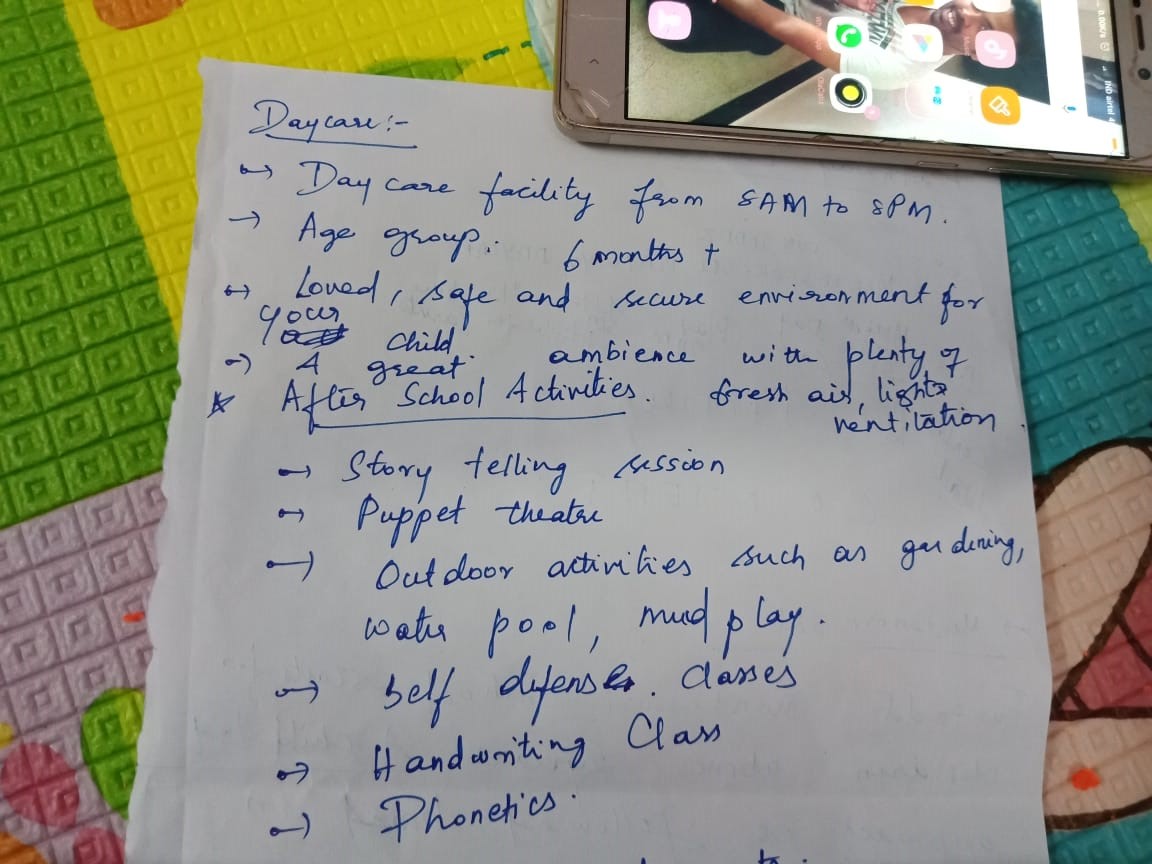 Daycare:-
→ Day care facility from 8AM to 8PM.
→ Age group. 6 months +
→ Loved, safe and secure environment for
your child.
→ A great ambience with plenty of
fresh air, light & ventilation.
* After School Activities.
→ Story telling session
→ Puppet theatre
→ Outdoor activities such as gardening,
water pool, mud play.
→ Self defense. Classes
→ Handwriting Class
→ Phonetics.